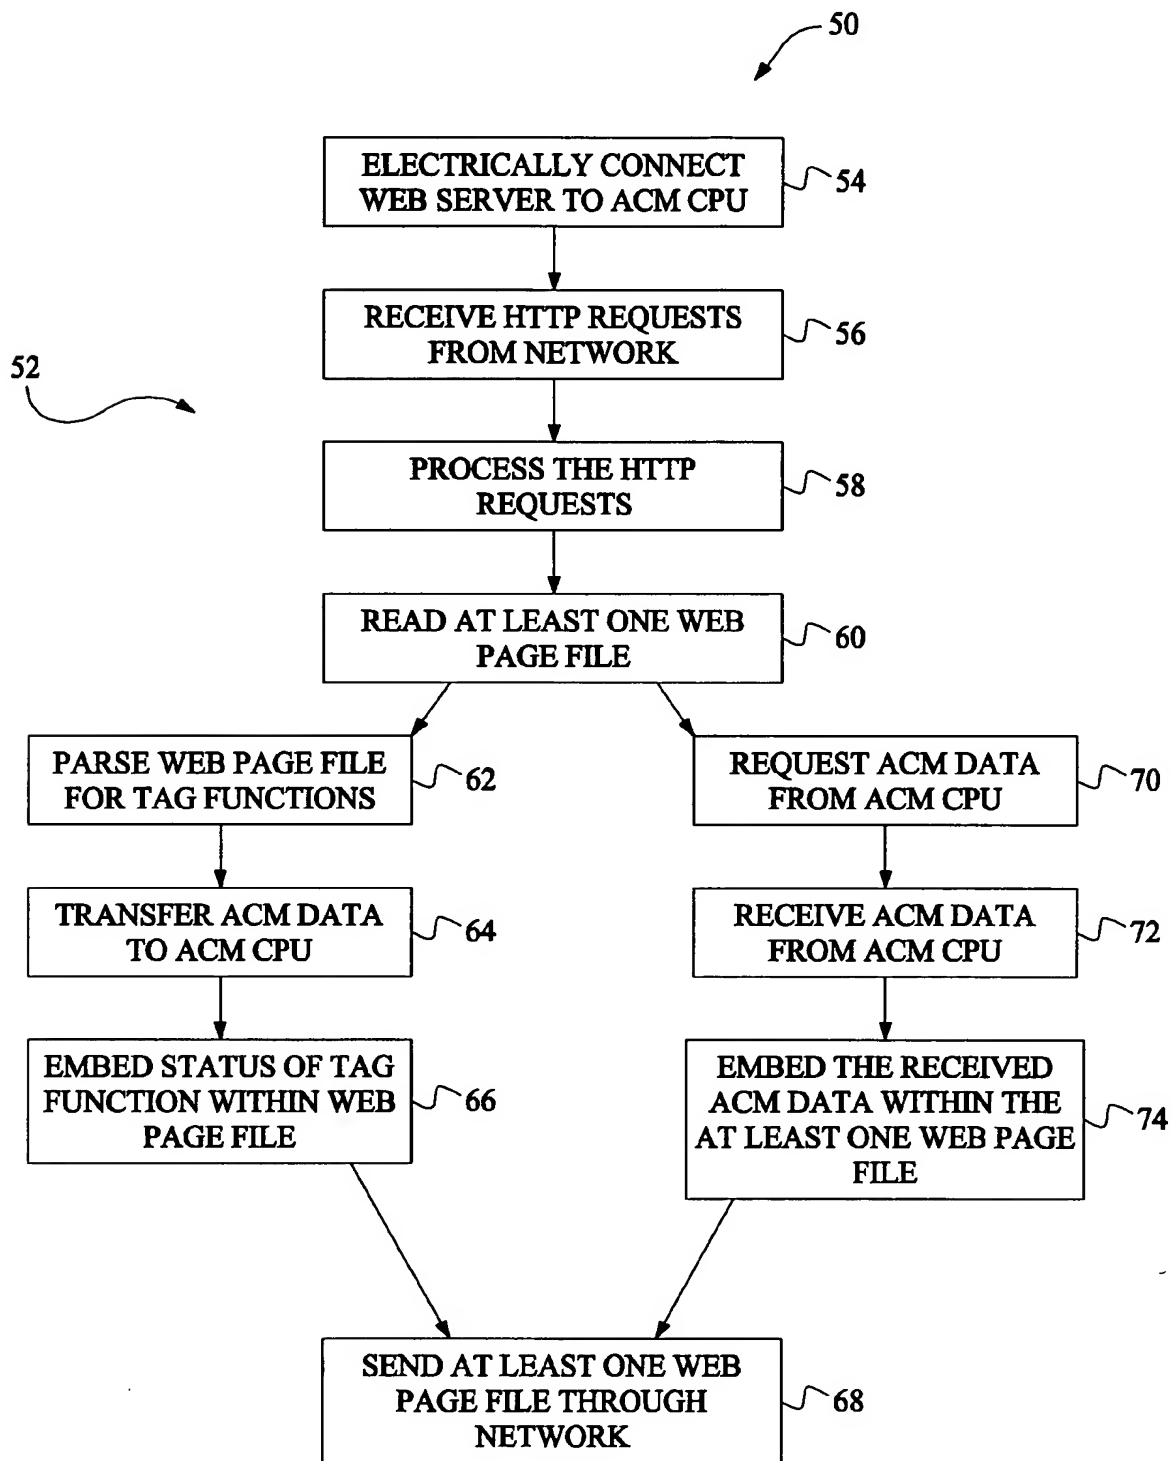 50
ELECTRICALLY CONNECT
WEB SERVER TO ACM CPU
54
RECEIVE HTTP REQUESTS
FROM NETWORK
56
52
PROCESS THE HTTP
REQUESTS
58
READ AT LEAST ONE WEB
PAGE FILE
60
PARSE WEB PAGE FILE
FOR TAG FUNCTIONS
62
REQUEST ACM DATA
FROM ACM CPU
70
TRANSFER ACM DATA
TO ACM CPU
64
RECEIVE ACM DATA
FROM ACM CPU
72
EMBED STATUS OF TAG
FUNCTION WITHIN WEB
PAGE FILE
66
EMBED THE RECEIVED
ACM DATA WITHIN THE
AT LEAST ONE WEB PAGE
FILE
74
SEND AT LEAST ONE WEB
PAGE FILE THROUGH
NETWORK
68